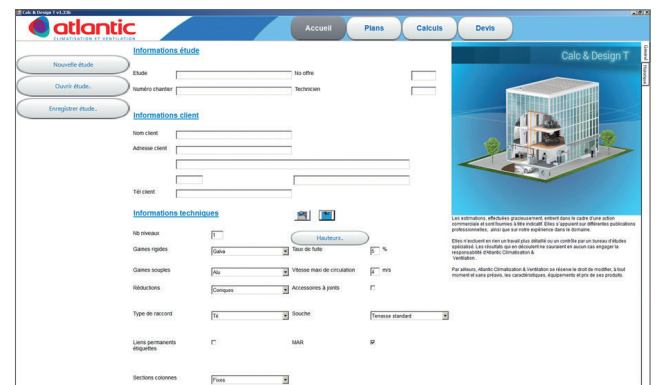 Calc & Design T v1.33b
atlantic
CLIMATISATION ET VENTILATION
Accueil
Plans
Calculs
Devis
Nouvelle étude
Ouvrir étude..
Enregistrer étude..
Informations étude
Etude
No offre
Numéro chantier
Technicien
Informations client
Nom client
Adresse client
Tél client
Informations techniques
Nb niveaux
1
Hauteurs..
Games rigides
Galva
Taux de fuite
5 %
Games souples
Alu
Vitesse maxi de circulation
4 m/s
Réductions
Coniques
Accessoires à joints
Type de raccord
Té
Souche
Terrasse standard
Liens permanents
étiquettes
MAR
Sections colonnes
Fixes
Calc & Design T
Général
Historique
Les estimations, effectuées gracieusement, entrent dans le cadre d'une action
commerciale et sont fournies à titre indicatif. Elles s'appuient sur différentes publications
professionnelles, ainsi que sur notre expérience dans le domaine.
Elles n'excluent en rien un travail plus détaillé ou un contrôle par un bureau d'études
spécialisé. Les résultats qui en découlent ne sauraient en aucun cas engager la
responsabilité d'Atlantic Climatisation &
Ventilation.
Par ailleurs, Atlantic Climatisation & Ventilation se réserve le droit de modifier, à tout
moment et sans préavis, les caractéristiques, équipements et prix de ses produits.